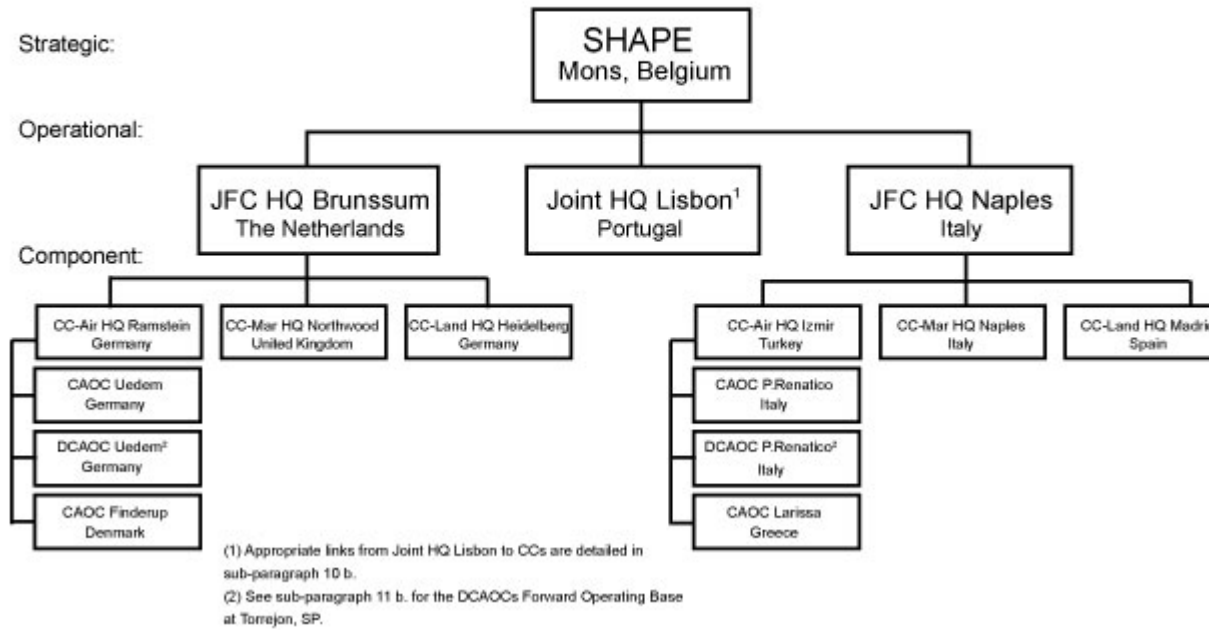 Strategic:
SHAPE
Mons, Belgium
Operational:
JFC HQ Brunssum
The Netherlands
Joint HQ Lisbon¹
Portugal
JFC HQ Naples
Italy
Component:
CC-Air HQ Ramstein
Germany
CC-Mar HQ Northwood
United Kingdom
CC-Land HQ Heidelberg
Germany
CC-Air HQ Izmir
Turkey
CC-Mar HQ Naples
Italy
CC-Land HQ Madri
Spain
CAOC Uedem
Germany
DCAOC Uedem²
Germany
CAOC Finderup
Denmark
CAOC P.Renatico
Italy
DCAOC P.Renatico²
Italy
CAOC Larissa
Greece
(1) Appropriate links from Joint HQ Lisbon to CCs are detailed in
sub-paragraph 10 b.
(2) See sub-paragraph 11 b. for the DCAOCs Forward Operating Base
at Torrejon, SP.